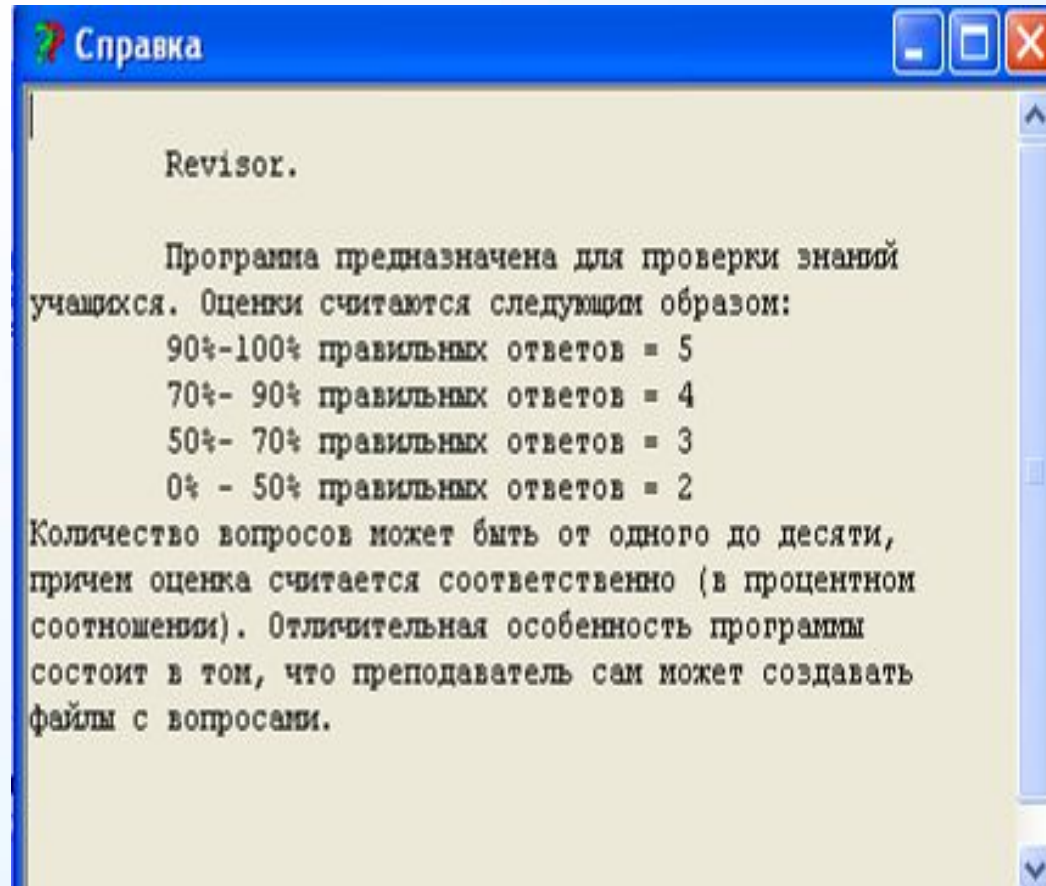 Справка
Revisor.
Программа предназначена для проверки знаний
учащихся. Оценки считаются следующим образом:
90%-100% правильных ответов = 5
70%- 90% правильных ответов = 4
50%- 70% правильных ответов = 3
0% - 50% правильных ответов = 2
Количество вопросов может быть от одного до десяти,
причем оценка считается соответственно (в процентном
соотношении). Отличительная особенность программы
состоит в том, что преподаватель сам может создавать
файлы с вопросами.